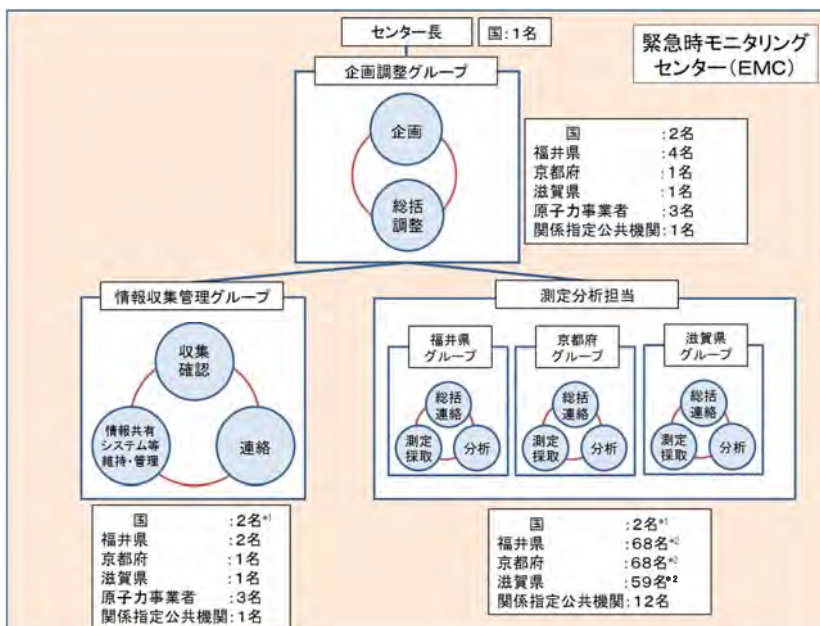 センター長
国:1名
緊急時モニタリング
センター(EMC)
企画調整グループ
企画
総括
調整
国 :2名
福井県 :4名
京都府 :1名
滋賀県 :1名
原子力事業者 :3名
関係指定公共機関:1名
情報収集管理グループ
収集
確認
情報共有
システム等
維持・管理
連絡
国 :2名*1
福井県 :2名
京都府 :1名
滋賀県 :1名
原子力事業者 :3名
関係指定公共機関:1名
測定分析担当
福井県
グループ
総括
連絡
測定
採取
分析
京都府
グループ
総括
連絡
測定
採取
分析
滋賀県
グループ
総括
連絡
測定
採取
分析
国 :2名*1
福井県 :68名*2
京都府 :68名*2
滋賀県 :59名*2
関係指定公共機関:12名